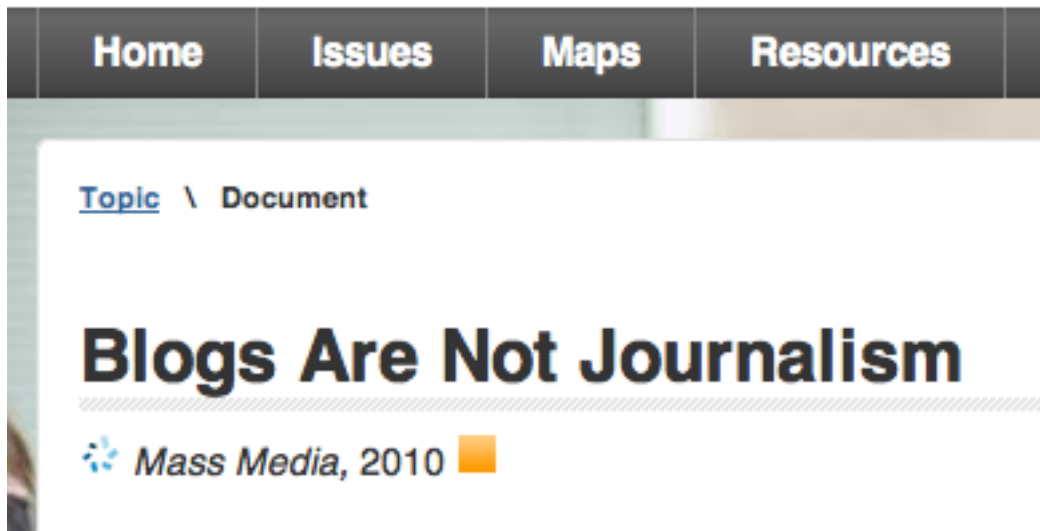 Home Issues Maps Resources
Topic \ Document
Blogs Are Not Journalism
Mass Media, 2010